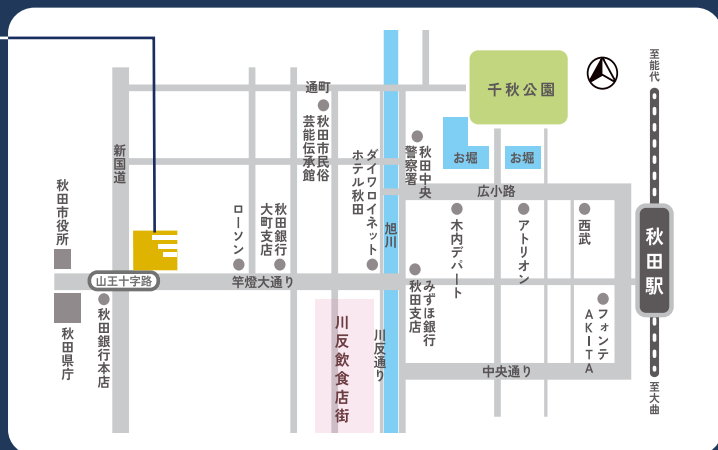 至能代
千秋公園
通町
秋田市民俗
芸能伝承館
新国道
ダイワロイネット
ホテル秋田
秋田中央
警察署
お堀
お堀
広小路
秋田市役所
ローソン
秋田銀行
大町支店
旭川
木内デパート
アトリオン
西武
秋田駅
山王十字路
竿燈大通り
みずほ銀行
秋田支店
フォンテ
AKITA
秋田県庁
秋田銀行本店
川反飲食店街
川反通り
中央通り
至大曲